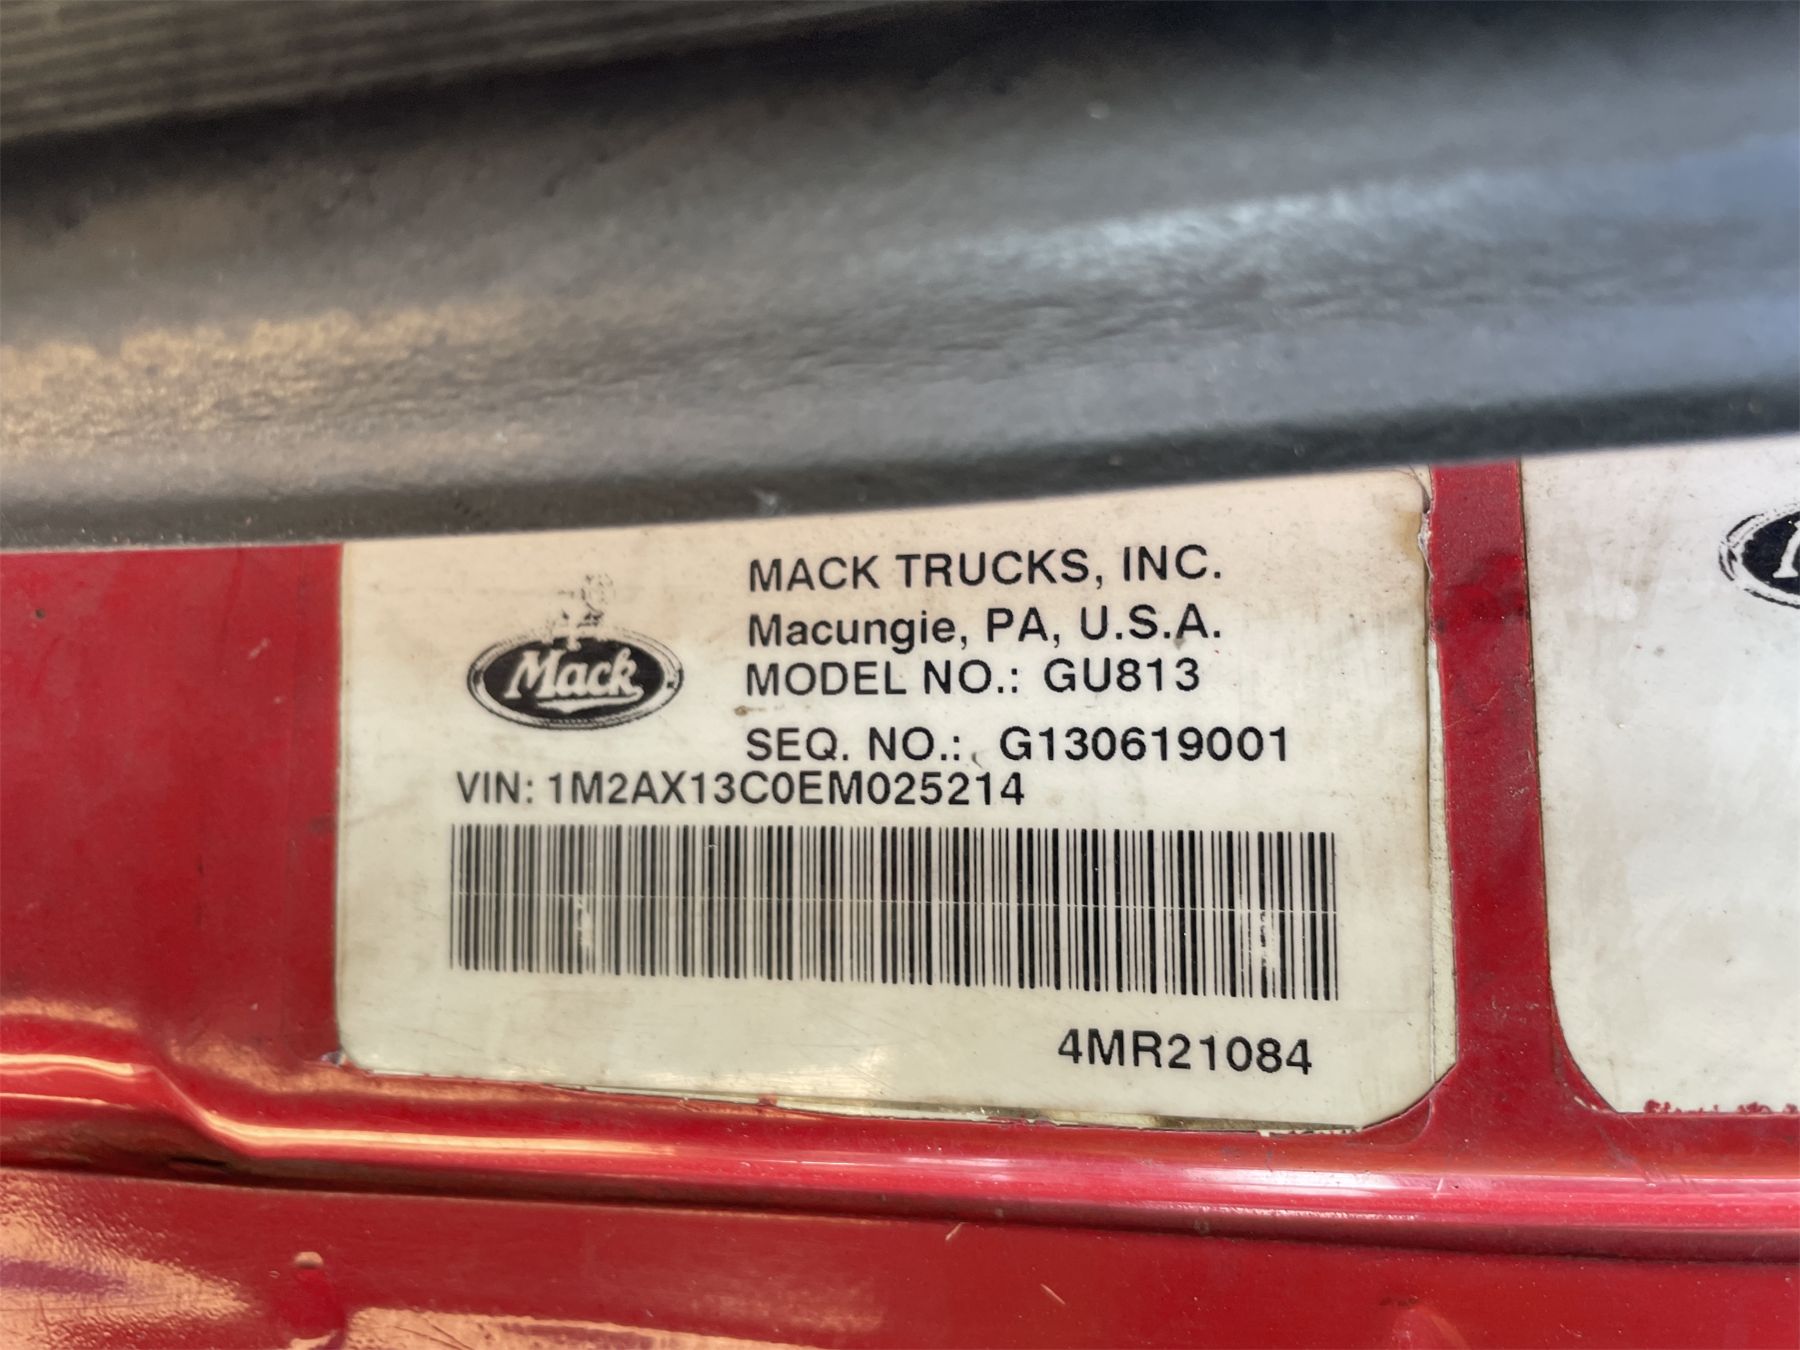 MACK TRUCKS, INC.
Macungie, PA, U.S.A.
Mack
MODEL NO.: GU813
SEQ. NO.: G130619001
VIN: 1M2AX13C0EM025214
4MR21084